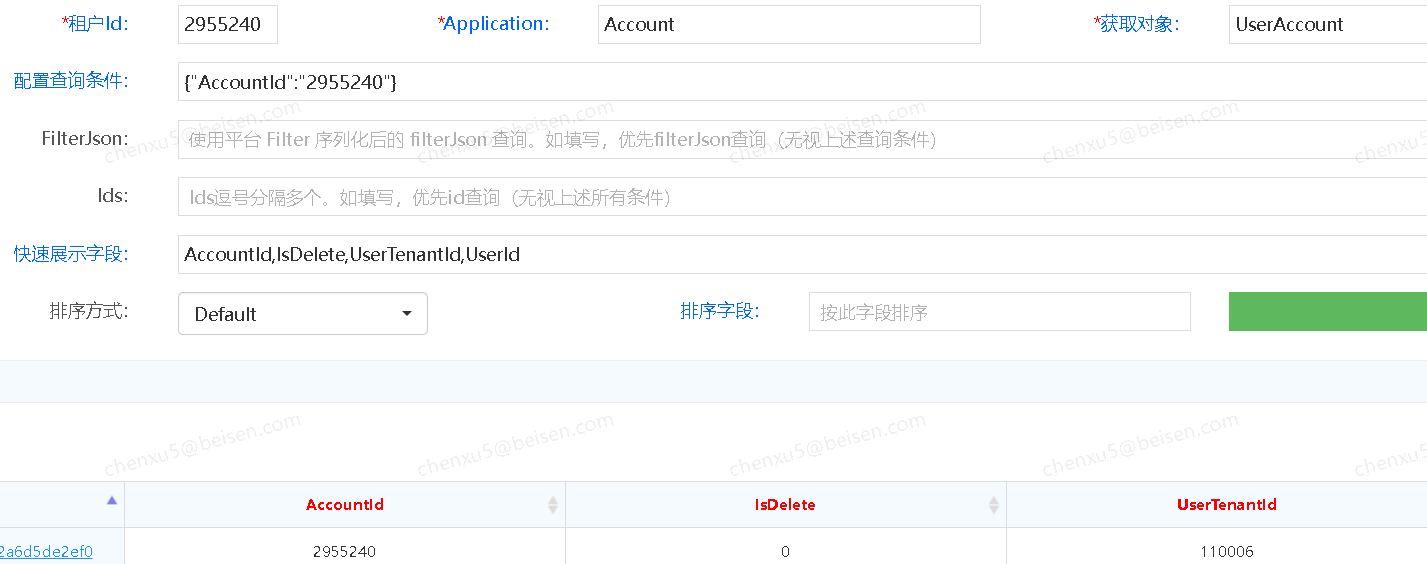 *租户Id: 2955240 *Application: Account *获取对象: UserAccount
配置查询条件: {"AccountId":"2955240"}
FilterJson: 使用平台 Filter 序列化后的 filterJson 查询。如填写，优先filterJson查询（无视上述查询条件）
Ids: Ids逗号分隔多个。如填写，优先id查询（无视上述所有条件）
快速展示字段: AccountId,IsDelete,UserTenantId,UserId
排序方式: Default 排序字段: 按此字段排序
chenxu5@beisen.com chenxu5@beisen.com chenxu5@beisen.com chenxu5@beisen.com chenxu5
chenxu5@beisen.com chenxu5@beisen.com chenxu5@beisen.com chenxu5@beisen.com chenxu5
AccountId IsDelete UserTenantId
2a6d5de2ef0 2955240 0 110006